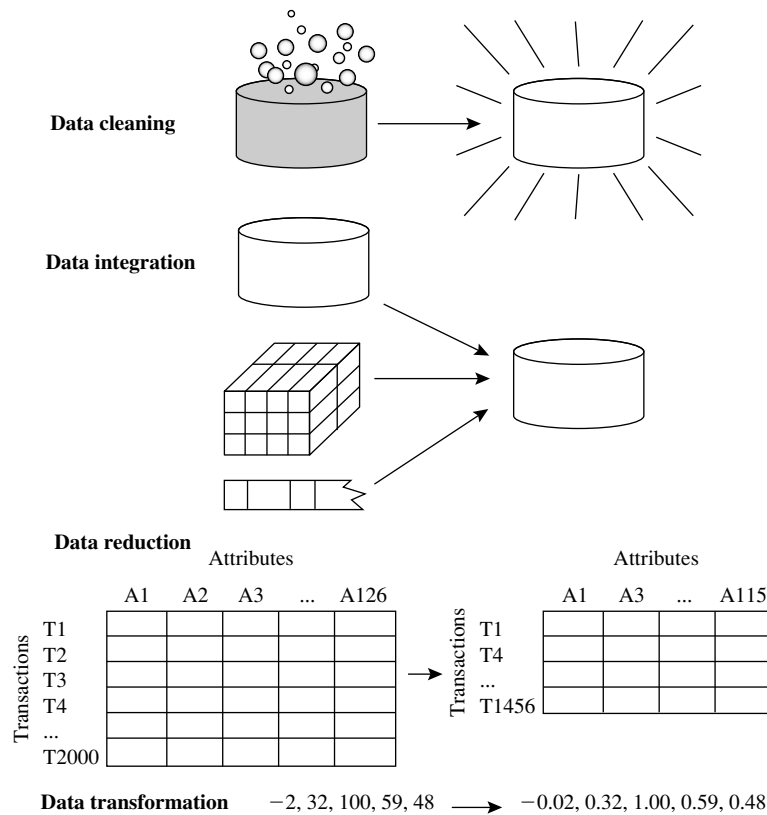 Data cleaning
Data integration
Data reduction
Attributes
A1 A2 A3 ... A126
Transactions
T1
T2
T3
T4
...
T2000
Attributes
A1 A3 ... A115
Transactions
T1
T4
...
T1456
Data transformation −2, 32, 100, 59, 48 −0.02, 0.32, 1.00, 0.59, 0.48